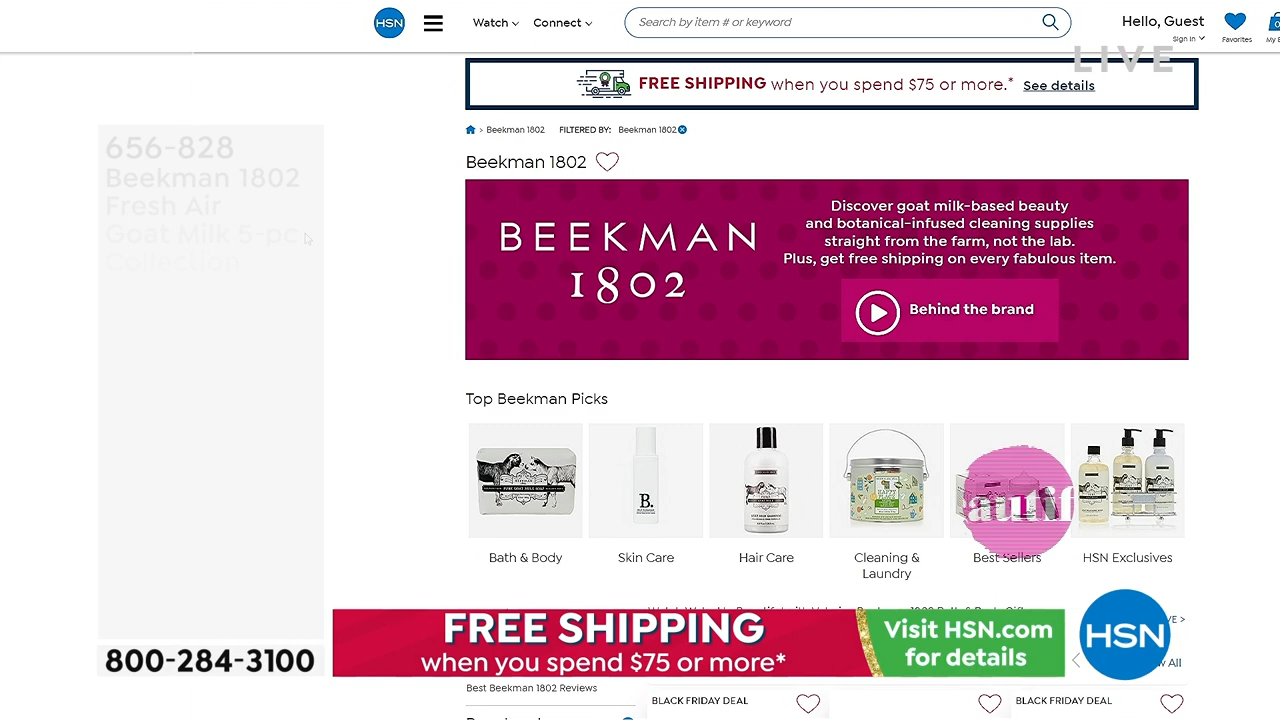 HSN
Watch
Connect
Search by item # or keyword
Hello, Guest
Sign In
Favorites
LIVE
FREE SHIPPING when you spend $75 or more.* See details
> Beekman 1802 FILTERED BY: Beekman 1802
Beekman 1802
656-828
Beekman 1802
Fresh Air
Goat Milk 5-pc
Collection
BEEKMAN
1802
Discover goat milk-based beauty
and botanical-infused cleaning supplies
straight from the farm, not the lab.
Plus, get free shipping on every fabulous item.
Behind the brand
Top Beekman Picks
B.
Bath & Body
Skin Care
Hair Care
Cleaning &
Laundry
Best Sellers
HSN Exclusives
800-284-3100
FREE SHIPPING
when you spend $75 or more*
Visit HSN.com
for details
HSN
All
Best Beekman 1802 Reviews
BLACK FRIDAY DEAL
BLACK FRIDAY DEAL